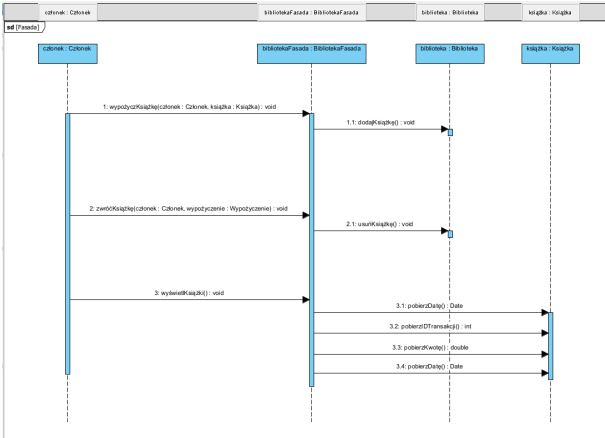 członek : Członek
bibliotekaFasada : BibliotekaFasada
biblioteka : Biblioteka
książka : Książka
sd [Fasada]
członek : Członek
bibliotekaFasada : BibliotekaFasada
biblioteka : Biblioteka
książka : Książka
1: wypożyczKsiążkę(członek : Członek, książka : Książka) : void
1.1: dodajKsiążkę() : void
2: zwróćKsiążkę(członek : Członek, wypożyczenie : Wypożyczenie) : void
2.1: usuńKsiążkę() : void
3: wyświetlKsiążki() : void
3.1: pobierzDatę() : Date
3.2: pobierzIDTransakcji() : int
3.3: pobierzKwotę() : double
3.4: pobierzDatę() : Date